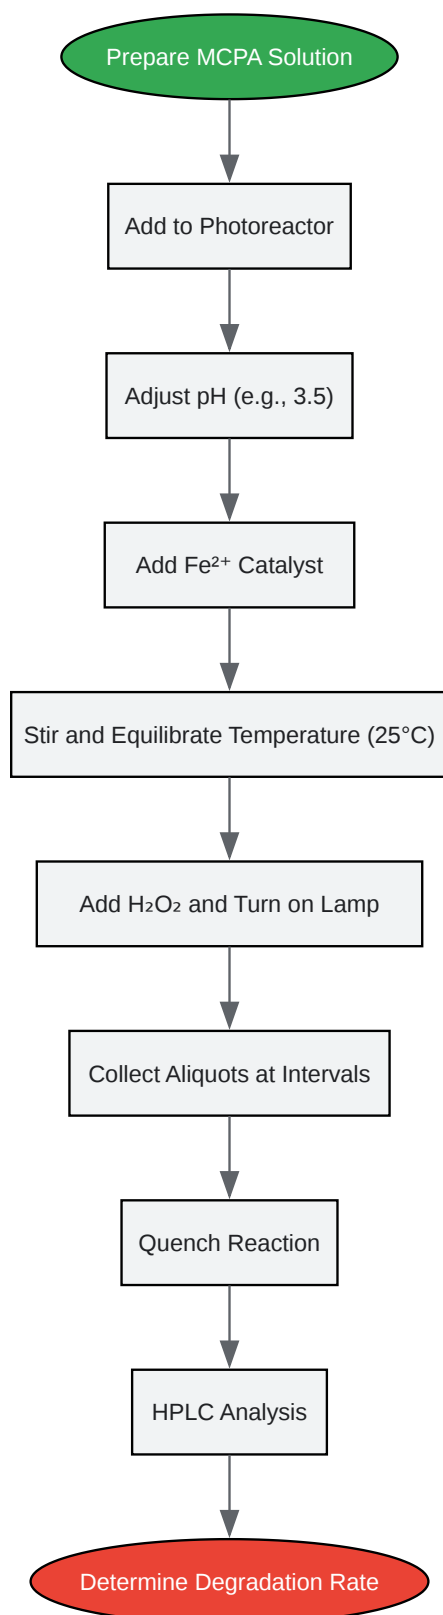 Prepare MCPA Solution
Add to Photoreactor
Adjust pH (e.g., 3.5)
Add Fe²⁺ Catalyst
Stir and Equilibrate Temperature (25°C)
Add H₂O₂ and Turn on Lamp
Collect Aliquots at Intervals
Quench Reaction
HPLC Analysis
Determine Degradation Rate